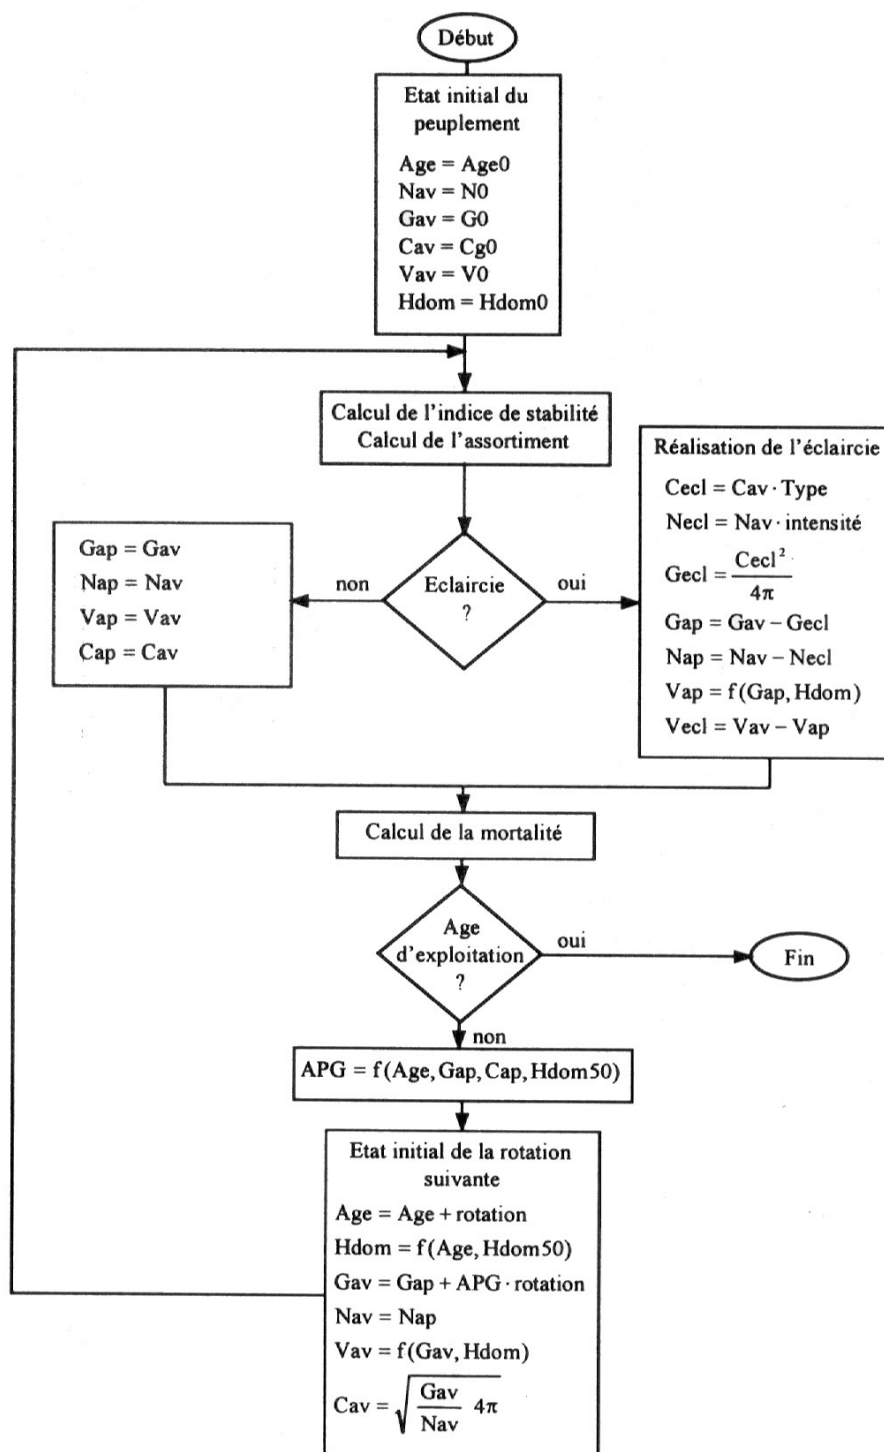 Début
Etat initial du
peuplement
Age = Age0
Nav = N0
Gav = G0
Cav = Cg0
Vav = V0
Hdom = Hdom0
Calcul de l'indice de stabilité
Calcul de l'assortiment
Eclaircie
?
non
oui
Gap = Gav
Nap = Nav
Vap = Vav
Cap = Cav
Réalisation de l'éclaircie
Cecl = Cav · Type
Necl = Nav · intensité
Gecl = Cecl² / 4π
Gap = Gav – Gecl
Nap = Nav – Necl
Vap = f(Gap, Hdom)
Vecl = Vav – Vap
Calcul de la mortalité
Age
d'exploitation
?
oui
Fin
non
APG = f(Age, Gap, Cap, Hdom50)
Etat initial de la rotation
suivante
Age = Age + rotation
Hdom = f(Age, Hdom50)
Gav = Gap + APG · rotation
Nav = Nap
Vav = f(Gav, Hdom)
Cav = √(Gav / Nav 4π)